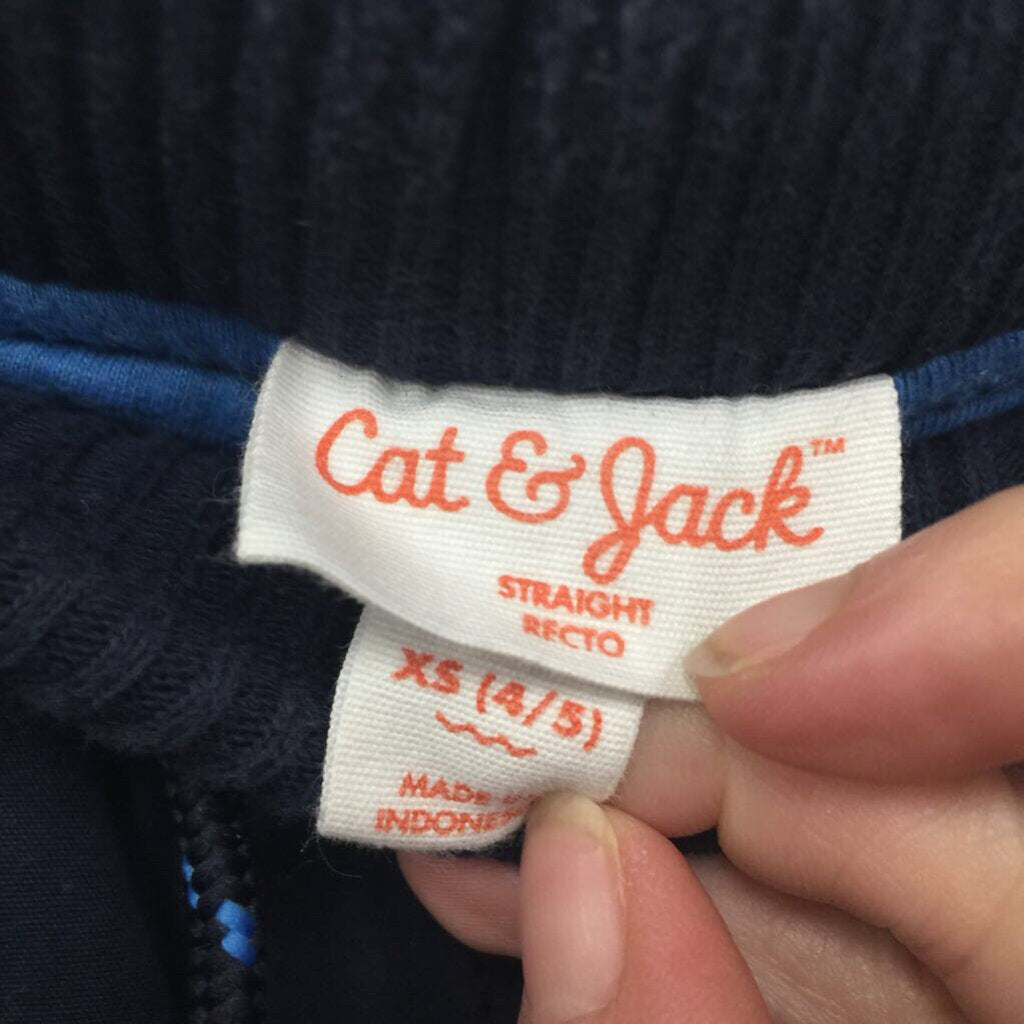 Cat & Jack™
STRAIGHT
RECTO
XS (4/5)
MADE